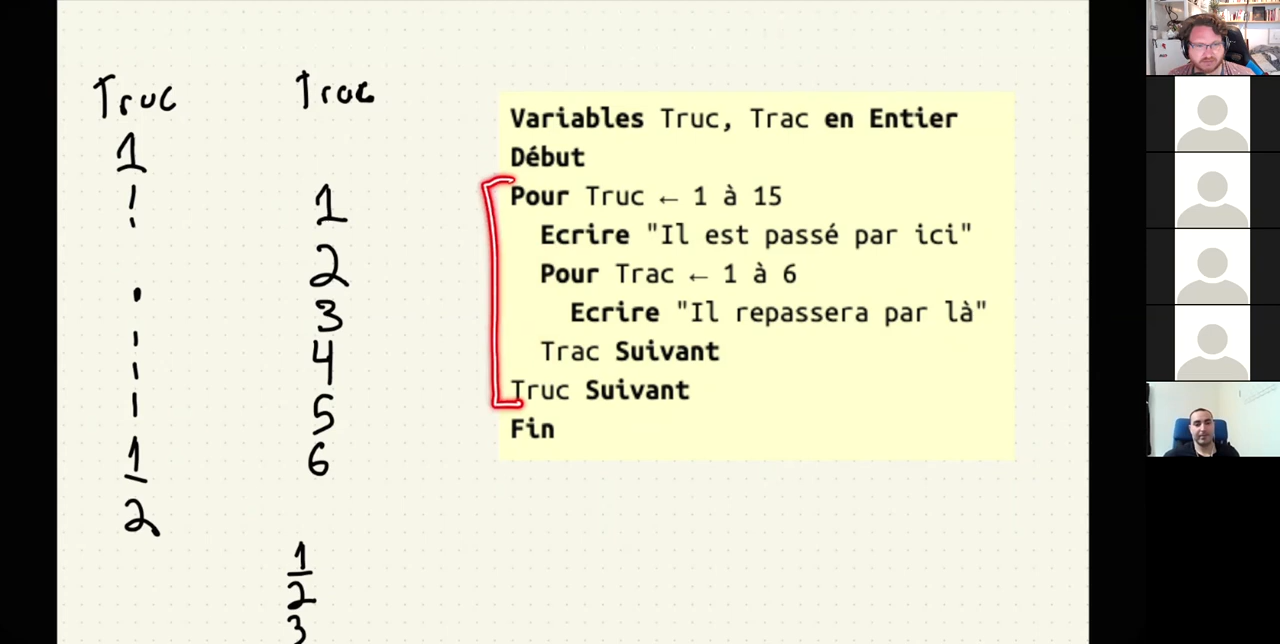 Truc Trac
1
1
2
3
4
5
1 6
2
1
2
3
Variables Truc, Trac en Entier
Début
Pour Truc ← 1 à 15
Ecrire "Il est passé par ici"
Pour Trac ← 1 à 6
Ecrire "Il repassera par là"
Trac Suivant
Truc Suivant
Fin